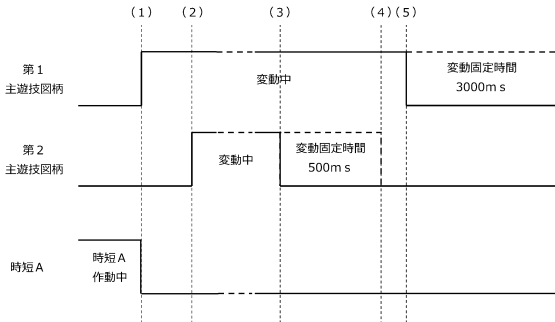 (1)
(2)
(3)
(4)
(5)
第1
主遊技図柄
変動中
変動固定時間
3000ms
第2
主遊技図柄
変動中
変動固定時間
500ms
時短A
時短A
作動中